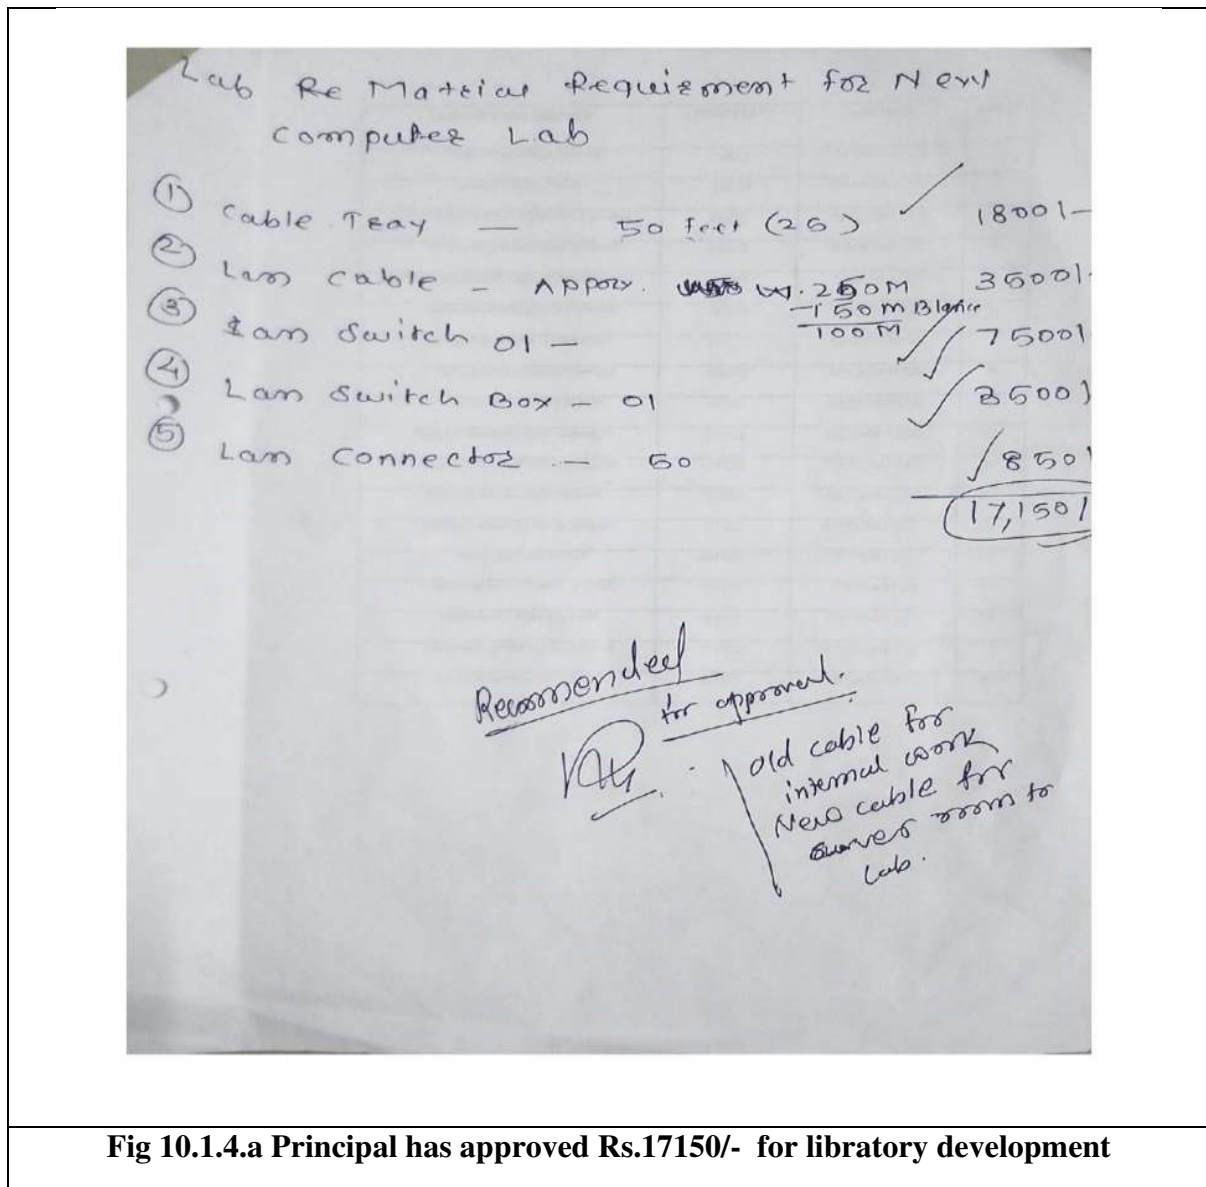 Lab Re Matrial Requirement for New
Computer Lab
① Cable Tray — 50 feet (25) 1800/-
② Lan Cable - Appox. 250M 3500/-
-150 m Blance
100 M
③ Lan Switch 01 - 7500/
④ Lan Switch Box - 01 3500/
⑤ Lan Connector - 50 850/
17,150/
Recommended
for approval.
old cable for
internal work
New cable for
server room to
Lab.
Fig 10.1.4.a Principal has approved Rs.17150/- for libratory development